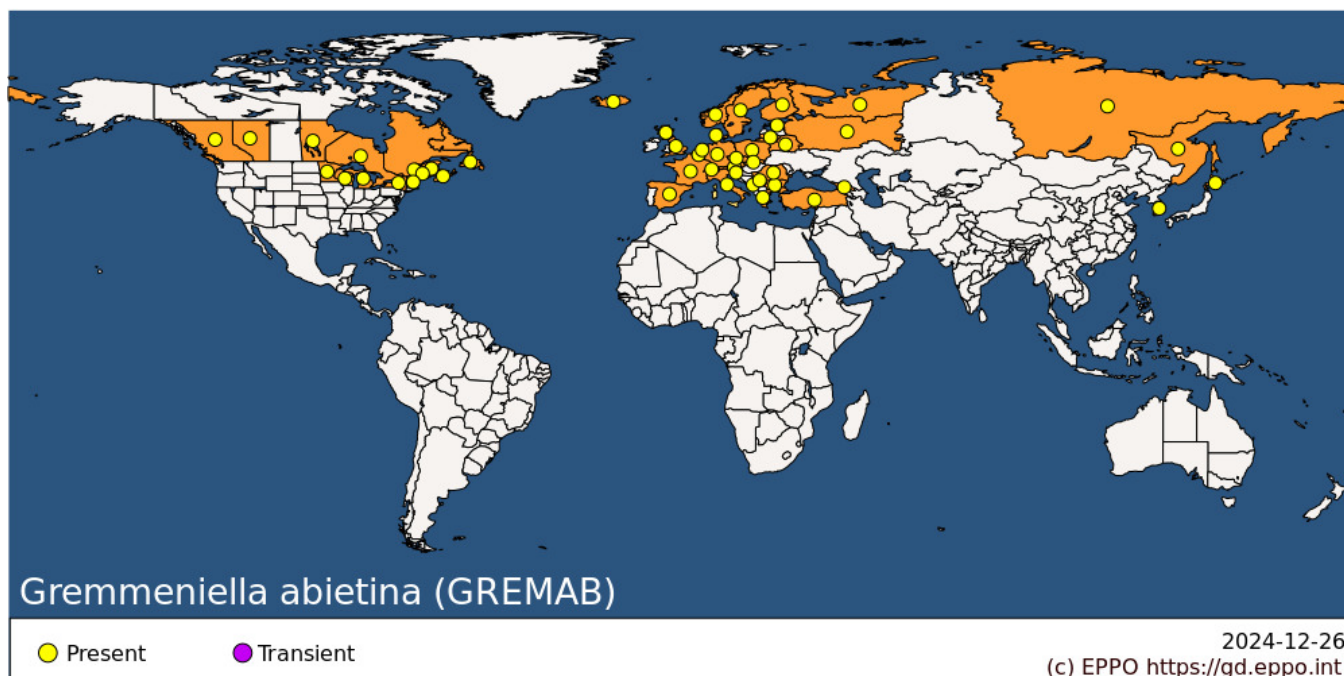 Gremmeniella abietina (GREMAB)
Present
Transient
2024-12-26
(c) EPPO https://gd.eppo.int